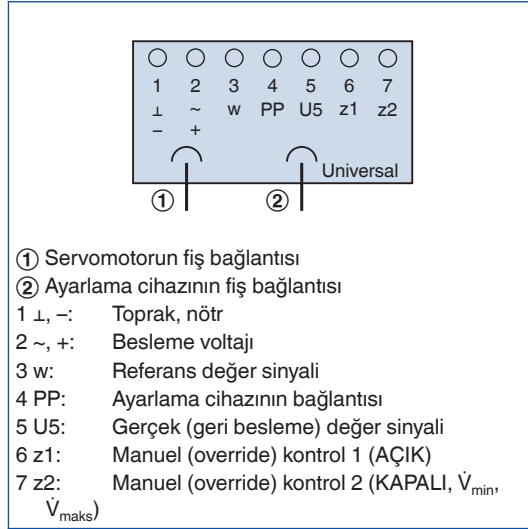 1 2 3 4 5 6 7
⊥ ~ w PP U5 z1 z2
– +
Universal
① ②
① Servomotorun fiş bağlantısı
② Ayarlama cihazının fiş bağlantısı
1 ⊥, –: Toprak, nötr
2 ~, +: Besleme voltajı
3 w: Referans değer sinyali
4 PP: Ayarlama cihazının bağlantısı
5 U5: Gerçek (geri besleme) değer sinyali
6 z1: Manuel (override) kontrol 1 (AÇIK)
7 z2: Manuel (override) kontrol 2 (KAPALI, V̇min,
V̇maks)